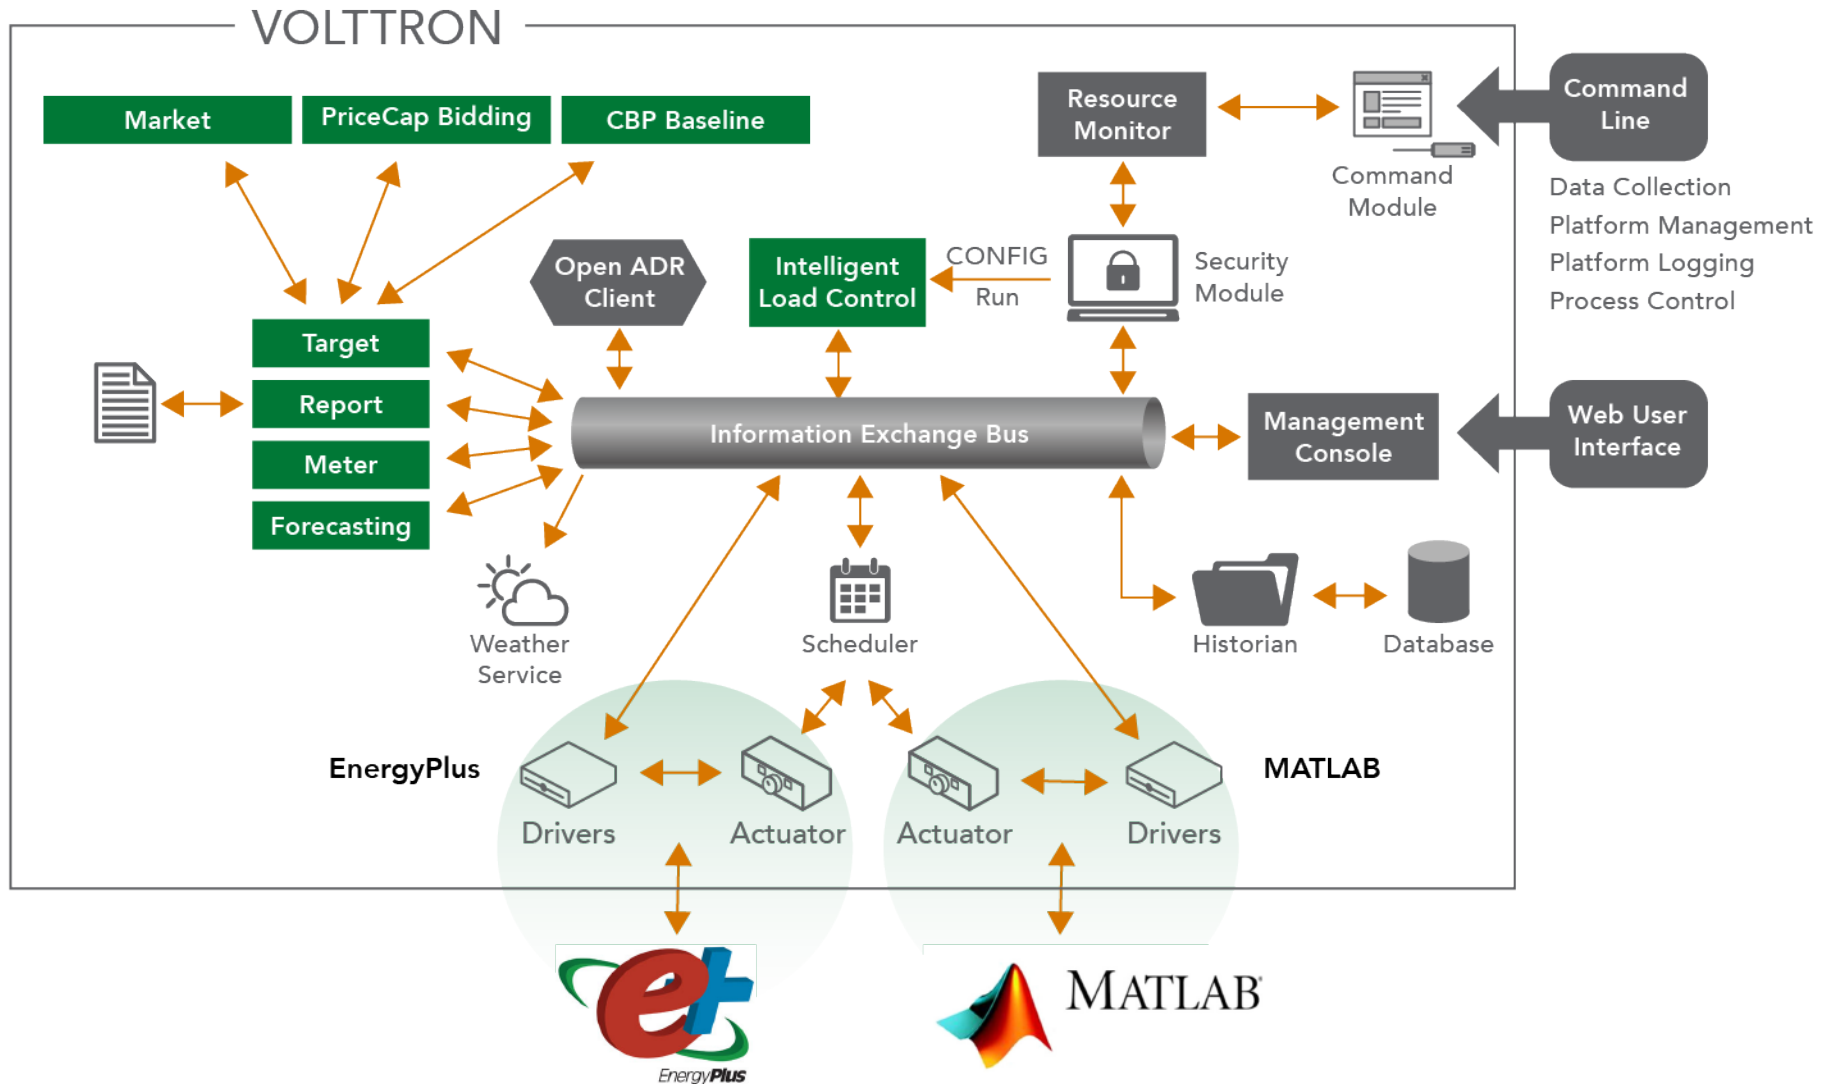 VOLTTRON
Market
PriceCap Bidding
CBP Baseline
Resource
Monitor
Command
Module
Command
Line
Data Collection
Platform Management
Platform Logging
Process Control
Open ADR
Client
Intelligent
Load Control
CONFIG
Run
Security
Module
Target
Report
Meter
Forecasting
Information Exchange Bus
Management
Console
Web User
Interface
Weather
Service
Scheduler
Historian
Database
EnergyPlus
Drivers
Actuator
Actuator
Drivers
MATLAB
e+
EnergyPlus
MATLAB